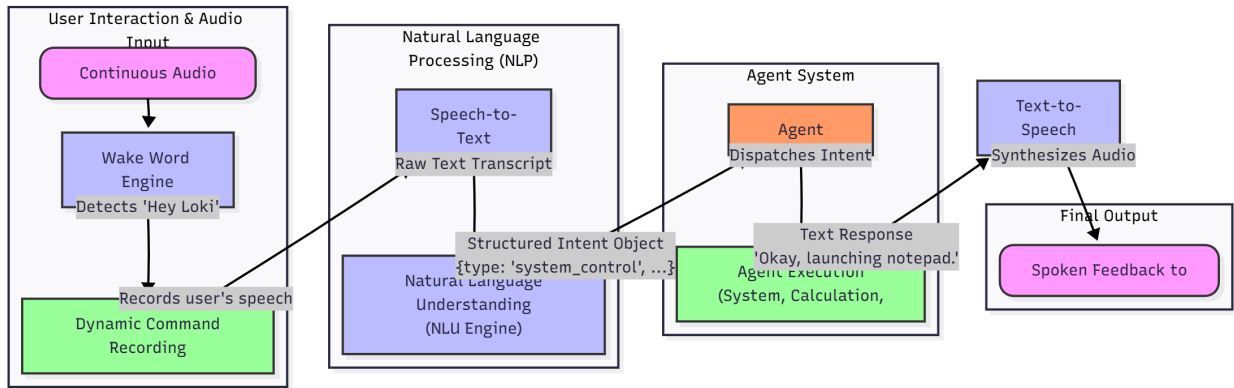 User Interaction & Audio
Input
Continuous Audio
Wake Word
Engine
Detects 'Hey Loki'
Records user's speech
Dynamic Command
Recording
Natural Language
Processing (NLP)
Speech-to-
Text
Raw Text Transcript
Structured Intent Object
{type: 'system_control', ...}
Natural Language
Understanding
(NLU Engine)
Agent System
Agent
Dispatches Intent
Text Response
'Okay, launching notepad.'
Agent Execution
(System, Calculation,
Text-to-
Speech
Synthesizes Audio
Final Output
Spoken Feedback to